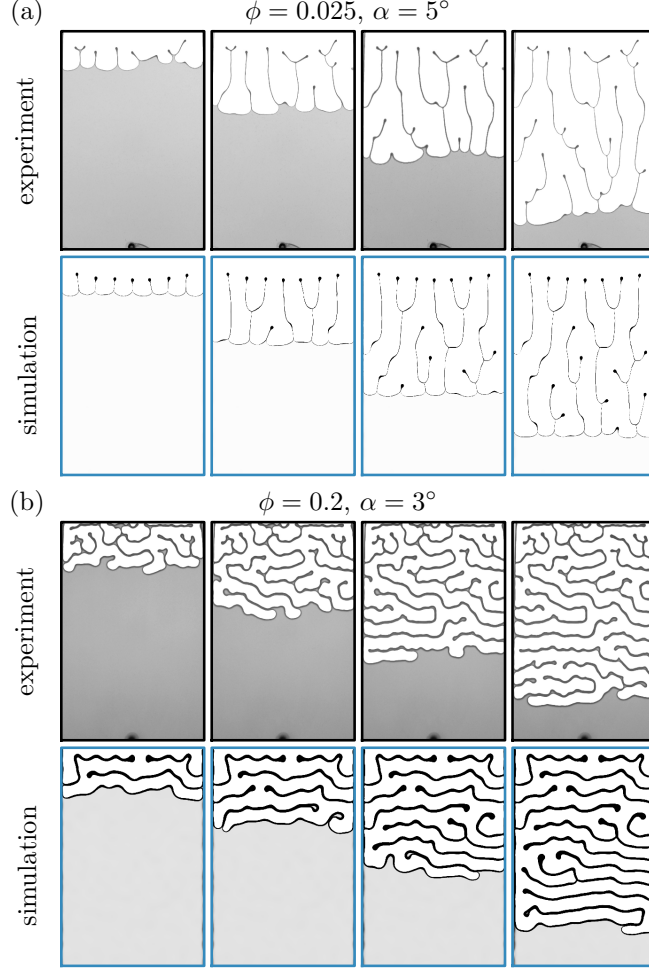 (a)
ϕ = 0.025, α = 5°
experiment
simulation
(b)
ϕ = 0.2, α = 3°
experiment
simulation